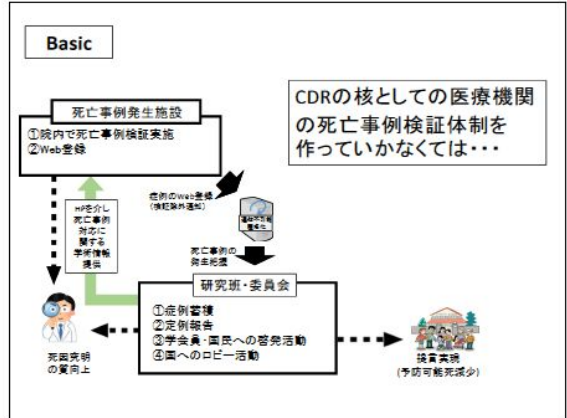 Basic
CDRの核としての医療機関
の死亡事例検証体制を
作っていかなくては・・・
死亡事例発生施設
①院内で死亡事例検証実施
②Web登録
症例のWeb登録
(検証除外通知)
HPを介し
死亡事例
対応に
関する
学術情報
提供
死亡事例の
発生把握
研究班・委員会
①症例蓄積
②定例報告
③学会員・国民への啓発活動
④国へのロビー活動
死因究明
の質向上
提言実現
(予防可能死減少)